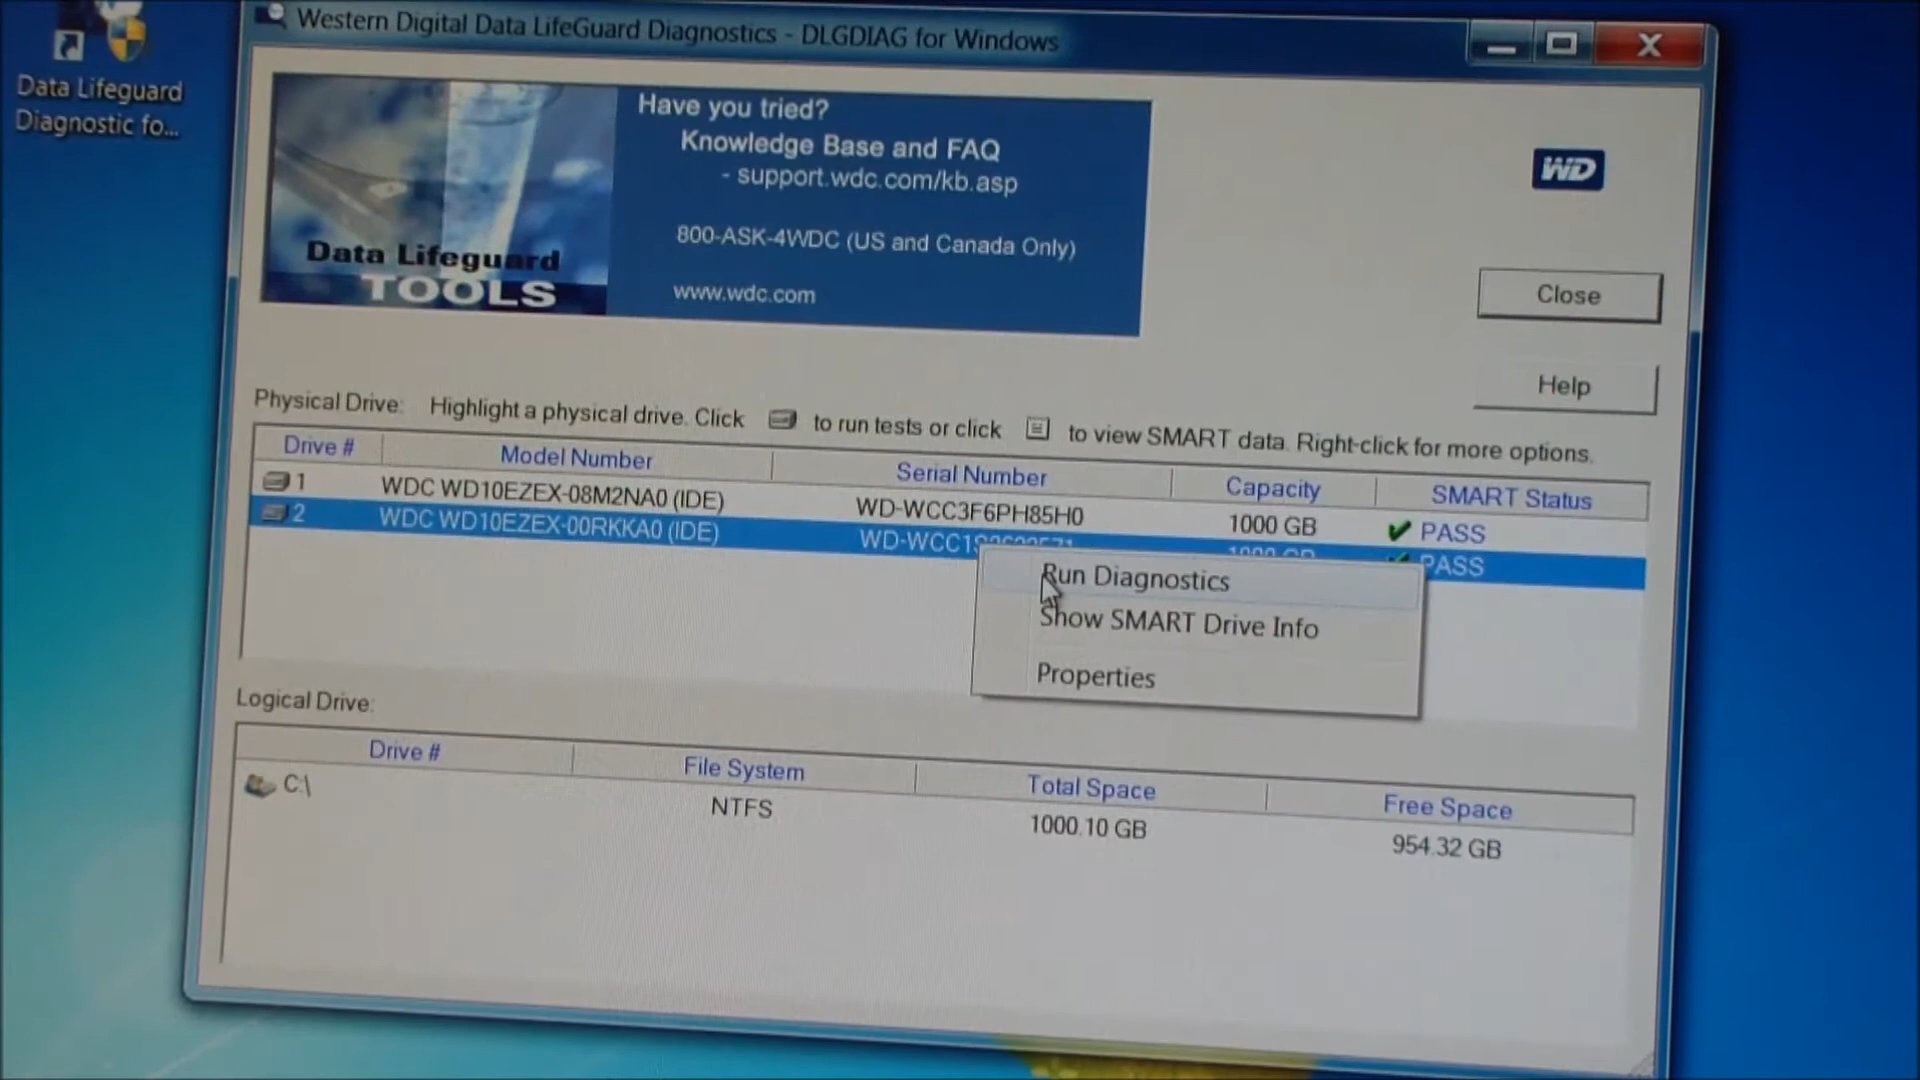 Western Digital Data LifeGuard Diagnostics - DLGDIAG for Windows
Data Lifeguard
Diagnostic fo...
Have you tried?
Knowledge Base and FAQ
- support.wdc.com/kb.asp
800-ASK-4WDC (US and Canada Only)
www.wdc.com
Data Lifeguard
TOOLS
WD
Close
Help
Physical Drive: Highlight a physical drive. Click to run tests or click to view SMART data. Right-click for more options.
Drive # Model Number Serial Number Capacity SMART Status
1 WDC WD10EZEX-08M2NA0 (IDE) WD-WCC3F6PH85H0 1000 GB PASS
2 WDC WD10EZEX-00RKKA0 (IDE) 1000 GB PASS
Run Diagnostics
Show SMART Drive Info
Properties
Logical Drive:
Drive # File System Total Space Free Space
C:\ NTFS 1000.10 GB 954.32 GB